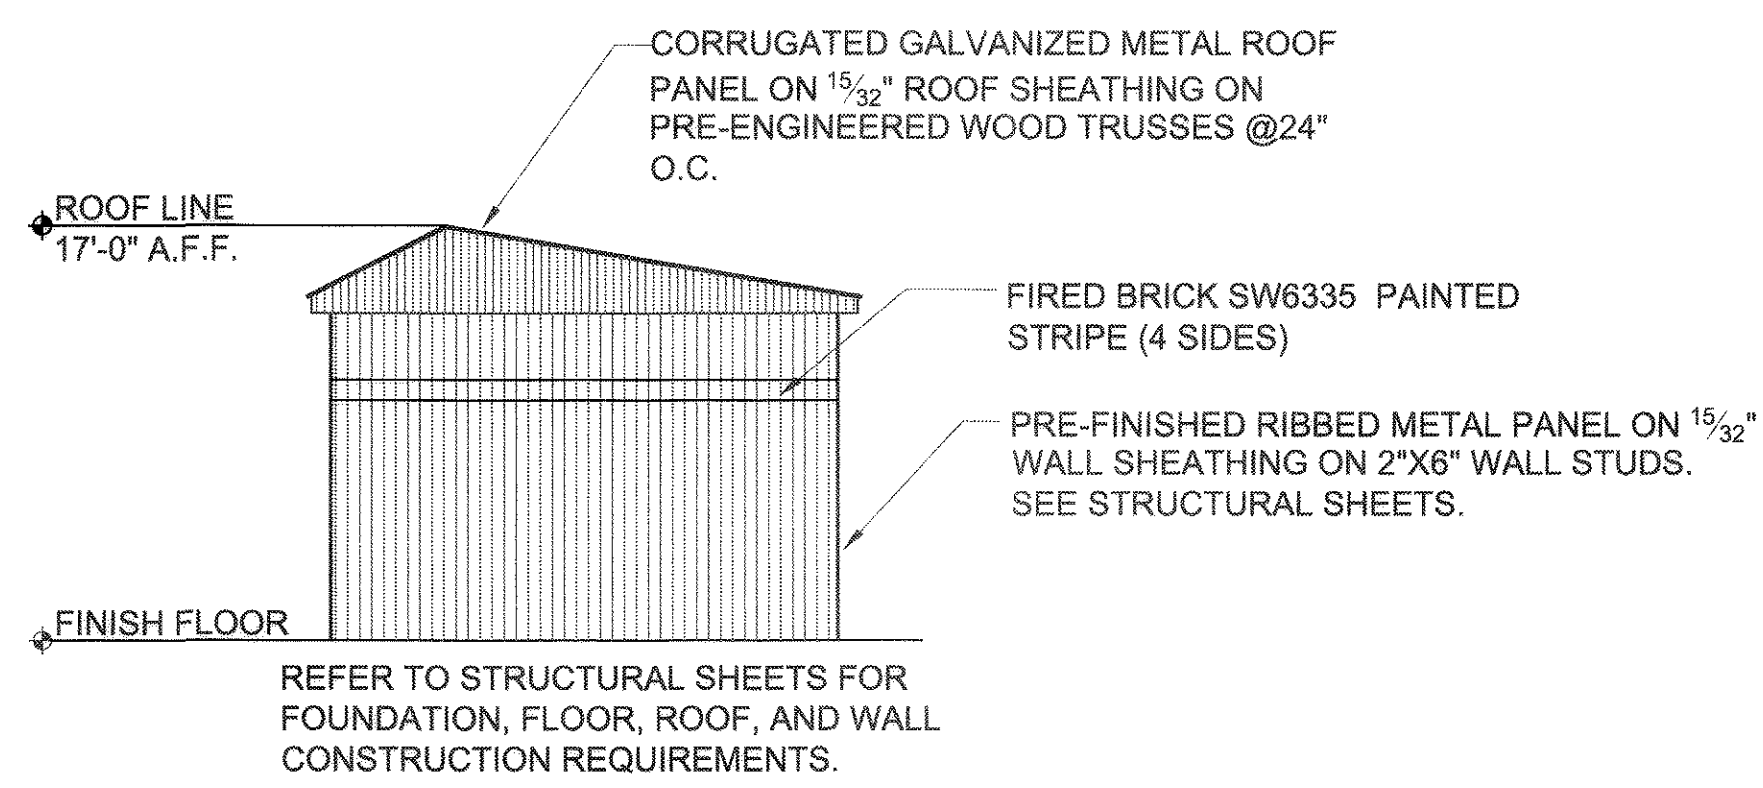 CORRUGATED GALVANIZED METAL ROOF
PANEL ON 15/32" ROOF SHEATHING ON
PRE-ENGINEERED WOOD TRUSSES @24"
O.C.
ROOF LINE
17'-0" A.F.F.
FIRED BRICK SW6335 PAINTED
STRIPE (4 SIDES)
PRE-FINISHED RIBBED METAL PANEL ON 15/32"
WALL SHEATHING ON 2"X6" WALL STUDS.
SEE STRUCTURAL SHEETS.
FINISH FLOOR
REFER TO STRUCTURAL SHEETS FOR
FOUNDATION, FLOOR, ROOF, AND WALL
CONSTRUCTION REQUIREMENTS.